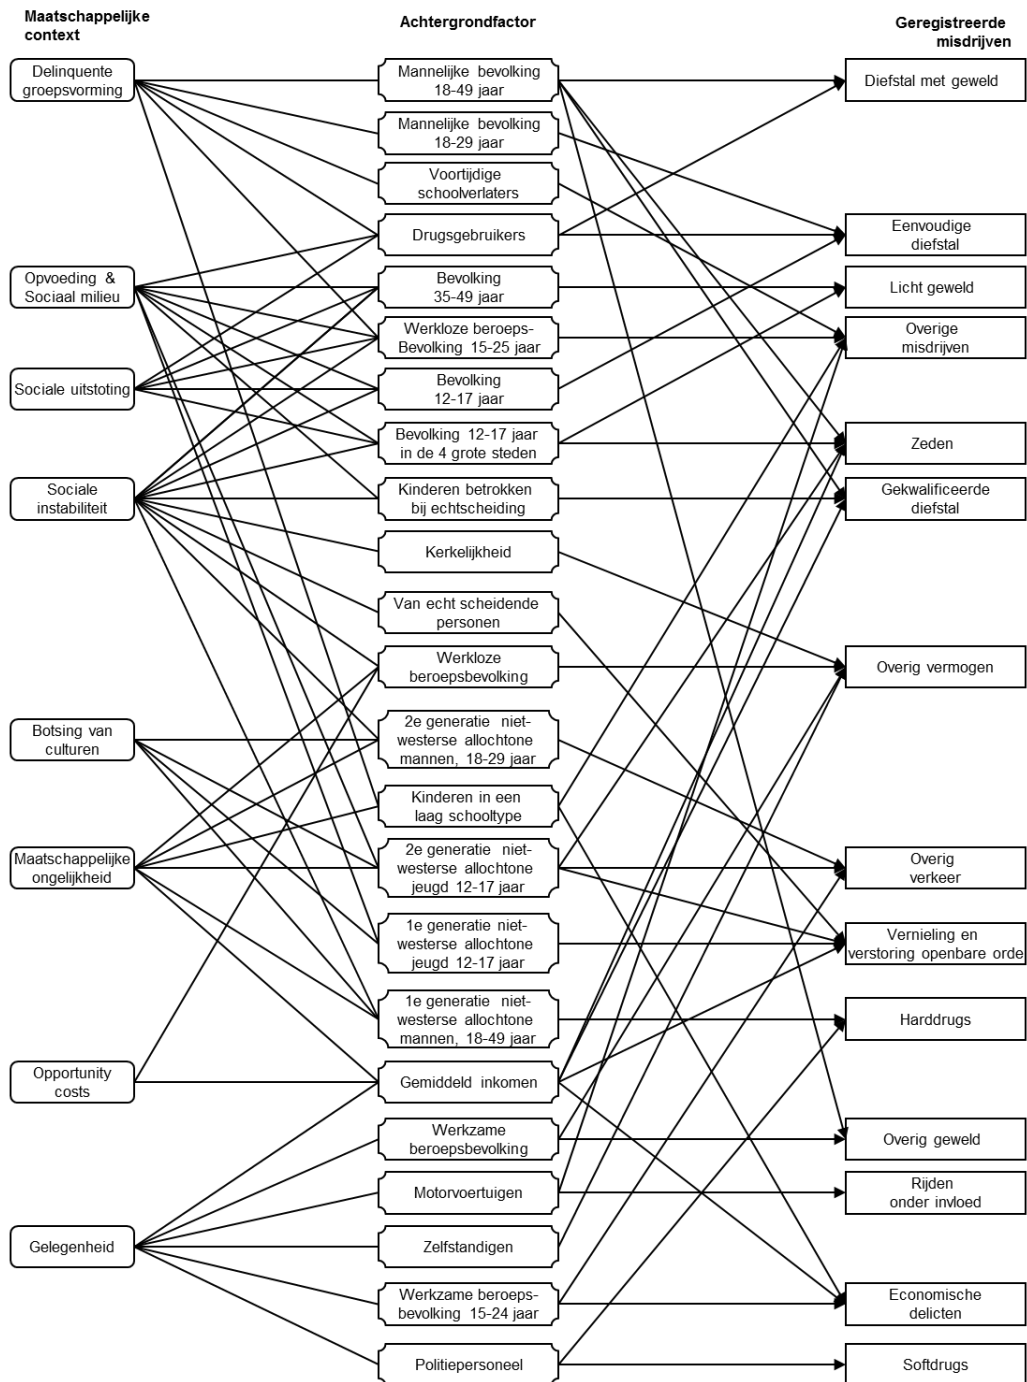 Maatschappelijke
context
Achtergrondfactor
Geregistreerde
misdrijven
Delinquente
groepsvorming
Opvoeding &
Sociaal milieu
Sociale uitstoting
Sociale
instabiliteit
Botsing van
culturen
Maatschappelijke
ongelijkheid
Opportunity
costs
Gelegenheid
Mannelijke bevolking
18-49 jaar
Mannelijke bevolking
18-29 jaar
Voortijdige
schoolverlaters
Drugsgebruikers
Bevolking
35-49 jaar
Werkloze beroeps-
Bevolking 15-25 jaar
Bevolking
12-17 jaar
Bevolking 12-17 jaar
in de 4 grote steden
Kinderen betrokken
bij echtscheiding
Kerkelijkheid
Van echt scheidende
personen
Werkloze
beroepsbevolking
2e generatie niet-
westerse allochtone
mannen, 18-29 jaar
Kinderen in een
laag schooltype
2e generatie niet-
westerse allochtone
jeugd 12-17 jaar
1e generatie niet-
westerse allochtone
jeugd 12-17 jaar
1e generatie niet-
westerse allochtone
mannen, 18-49 jaar
Gemiddeld inkomen
Werkzame
beroepsbevolking
Motorvoertuigen
Zelfstandigen
Werkzame beroeps-
bevolking 15-24 jaar
Politiepersoneel
Diefstal met geweld
Eenvoudige
diefstal
Licht geweld
Overige
misdrijven
Zeden
Gekwalificeerde
diefstal
Overig vermogen
Overig
verkeer
Vernieling en
verstoring openbare orde
Harddrugs
Overig geweld
Rijden
onder invloed
Economische
delicten
Softdrugs